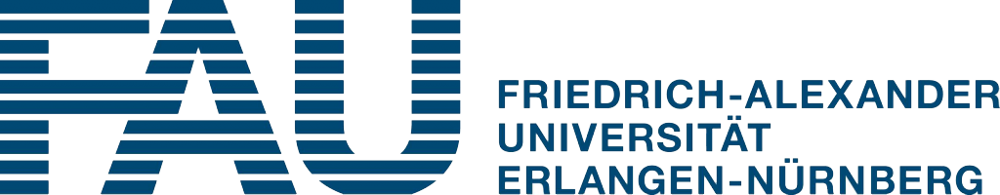 FAU
FRIEDRICH-ALEXANDER
UNIVERSITÄT
ERLANGEN-NÜRNBERG